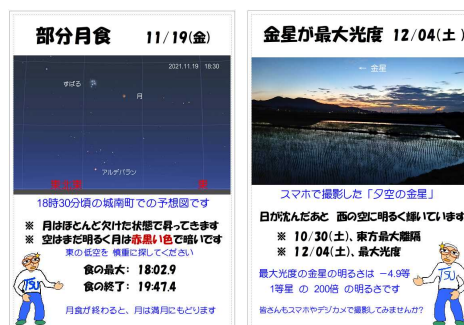 部分月食 11/19(金)
2021.11.19 18:30
すばる
月
アルデバラン
東
18時30分頃の城南町での予想図です
※ 月はほとんど欠けた状態で昇ってきます
※ 空はまだ明るく月は赤黒い色で暗いです
東の低空を 慎重に探してください
食の最大: 18:02.9
食の終了: 19:47.4
月食が終わると、月は満月にもどります
TSU
金星が最大光度 12/04(土)
← 金星
スマホで撮影した「夕空の金星」
日が沈んだあと 西の空に明るく輝いています
※ 10/30(土)、東方最大離隔
※ 12/04(土)、最大光度
最大光度の金星の明るさは −4.9等
1等星 の 200倍 の明るさです
皆さんもスマホやデジカメで撮影してみませんか?
TSU